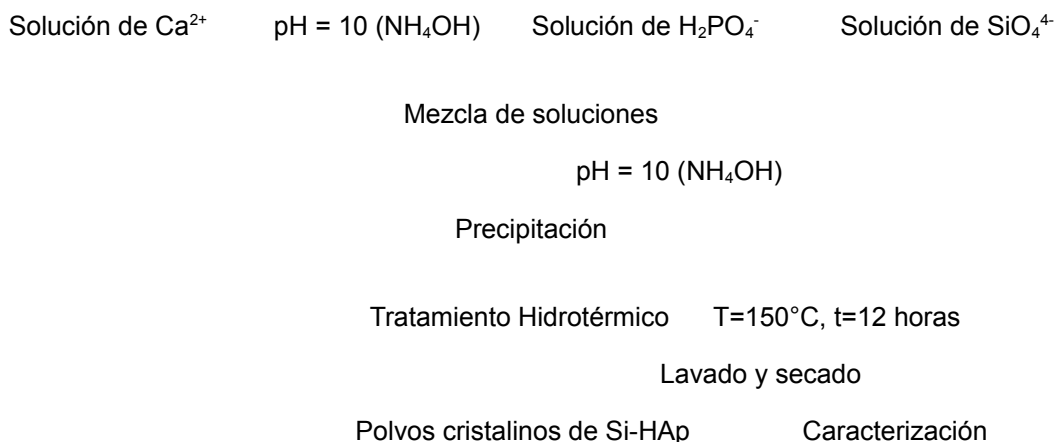 Solución de Ca²⁺ pH = 10 (NH₄OH) Solución de H₂PO₄⁻ Solución de SiO₄⁴⁻
Mezcla de soluciones
pH = 10 (NH₄OH)
Precipitación
Tratamiento Hidrotérmico T=150°C, t=12 horas
Lavado y secado
Polvos cristalinos de Si-HAp Caracterización